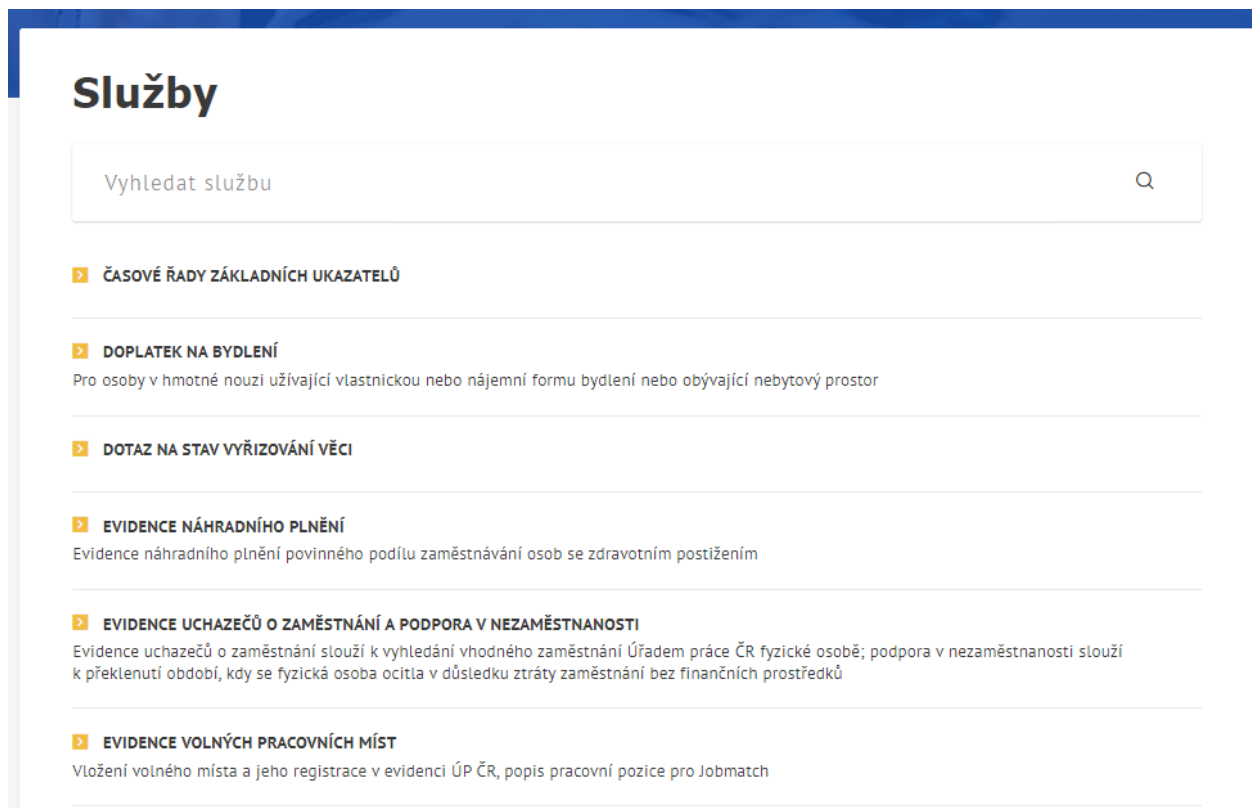 Služby
Vyhledat službu
ČASOVÉ ŘADY ZÁKLADNÍCH UKAZATELŮ
DOPLATEK NA BYDLENÍ
Pro osoby v hmotné nouzi užívající vlastnickou nebo nájemní formu bydlení nebo obývající nebytový prostor
DOTAZ NA STAV VYŘIZOVÁNÍ VĚCI
EVIDENCE NÁHRADNÍHO PLNĚNÍ
Evidence náhradního plnění povinného podílu zaměstnávání osob se zdravotním postižením
EVIDENCE UCHAZEČŮ O ZAMĚSTNÁNÍ A PODPORA V NEZAMĚSTNANOSTI
Evidence uchazečů o zaměstnání slouží k vyhledání vhodného zaměstnání Úřadem práce ČR fyzické osobě; podpora v nezaměstnanosti slouží
k překlenutí období, kdy se fyzická osoba ocitla v důsledku ztráty zaměstnání bez finančních prostředků
EVIDENCE VOLNÝCH PRACOVNÍCH MÍST
Vložení volného místa a jeho registrace v evidenci ÚP ČR, popis pracovní pozice pro Jobmatch